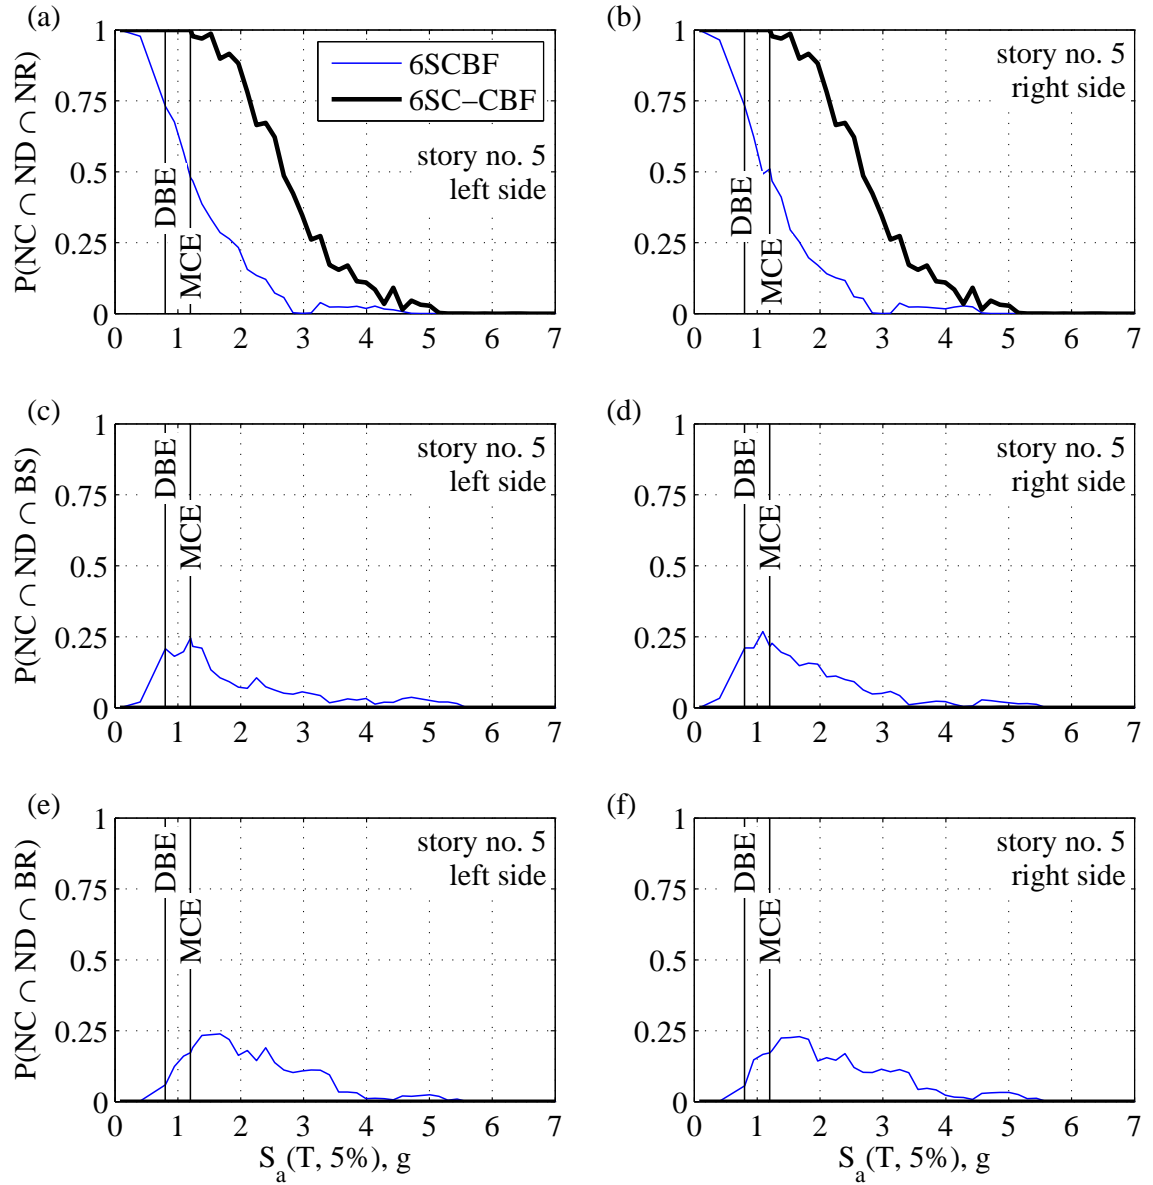 (a)
1
0.75
0.5
0.25
0
P(NC ∩ ND ∩ NR)
DBE
MCE
6SCBF
6SC−CBF
story no. 5
left side
0 1 2 3 4 5 6 7
(b)
1
0.75
0.5
0.25
0
DBE
MCE
story no. 5
right side
0 1 2 3 4 5 6 7
(c)
1
0.75
0.5
0.25
0
P(NC ∩ ND ∩ BS)
DBE
MCE
story no. 5
left side
0 1 2 3 4 5 6 7
(d)
1
0.75
0.5
0.25
0
DBE
MCE
story no. 5
right side
0 1 2 3 4 5 6 7
(e)
1
0.75
0.5
0.25
0
P(NC ∩ ND ∩ BR)
DBE
MCE
story no. 5
left side
0 1 2 3 4 5 6 7
Sa(T, 5%), g
(f)
1
0.75
0.5
0.25
0
DBE
MCE
story no. 5
right side
0 1 2 3 4 5 6 7
Sa(T, 5%), g